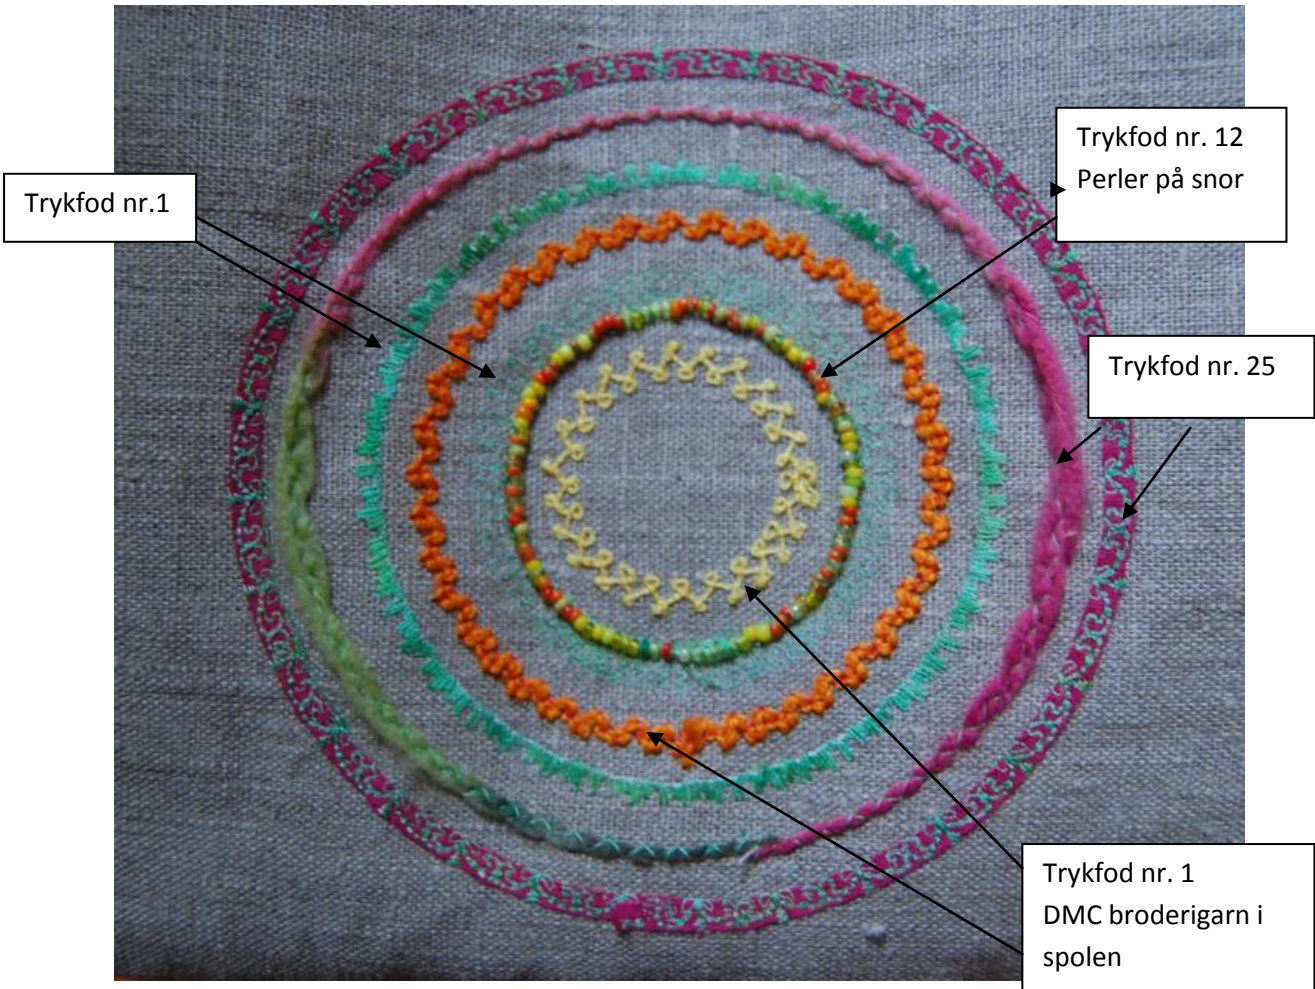 Trykfod nr. 12
Perler på snor
Trykfod nr.1
Trykfod nr. 25
Trykfod nr. 1
DMC broderigarn i
spolen